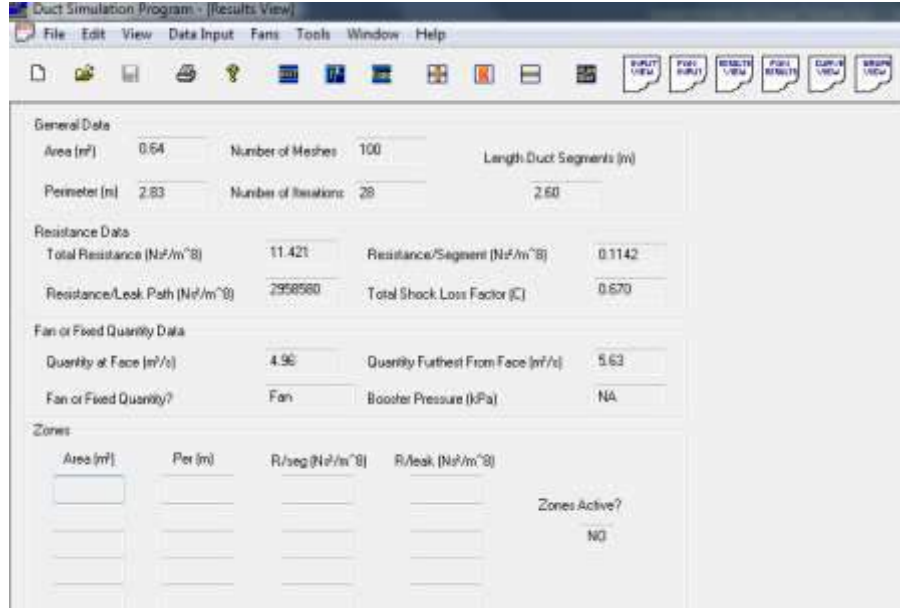 Duct Simulation Program - [Results View]
File Edit View Data Input Fans Tools Window Help
INPUT VIEW FAN INPUT RESULTS VIEW FAN RESULTS CURVE VIEW GRAPH VIEW
General Data
Area (m²) 0.64 Number of Meshes 100 Length Duct Segments (m)
Perimeter (m) 2.83 Number of Iterations 28 2.60
Resistance Data
Total Resistance (Ns²/m^8) 11.421 Resistance/Segment (Ns²/m^8) 0.1142
Resistance/Leak Path (Ns²/m^8) 2958580 Total Shock Loss Factor (C) 0.670
Fan or Fixed Quantity Data
Quantity at Face (m³/s) 4.96 Quantity Furthest From Face (m³/s) 5.63
Fan or Fixed Quantity? Fan Booster Pressure (kPa) NA
Zones
Area (m²) Per (m) R/seg (Ns²/m^8) R/leak (Ns²/m^8)
Zones Active?
NO